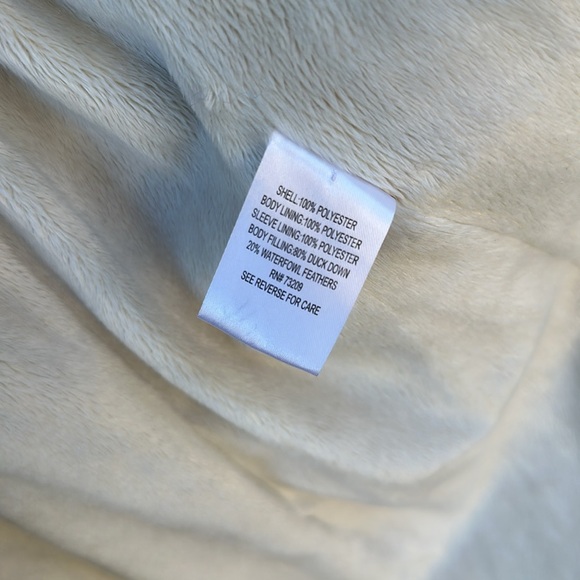 SHELL:100% POLYESTER
BODY LINING:100% POLYESTER
SLEEVE LINING:100% POLYESTER
BODY FILLING:80% DUCK DOWN
20% WATERFOWL FEATHERS
RN# 73209
SEE REVERSE FOR CARE